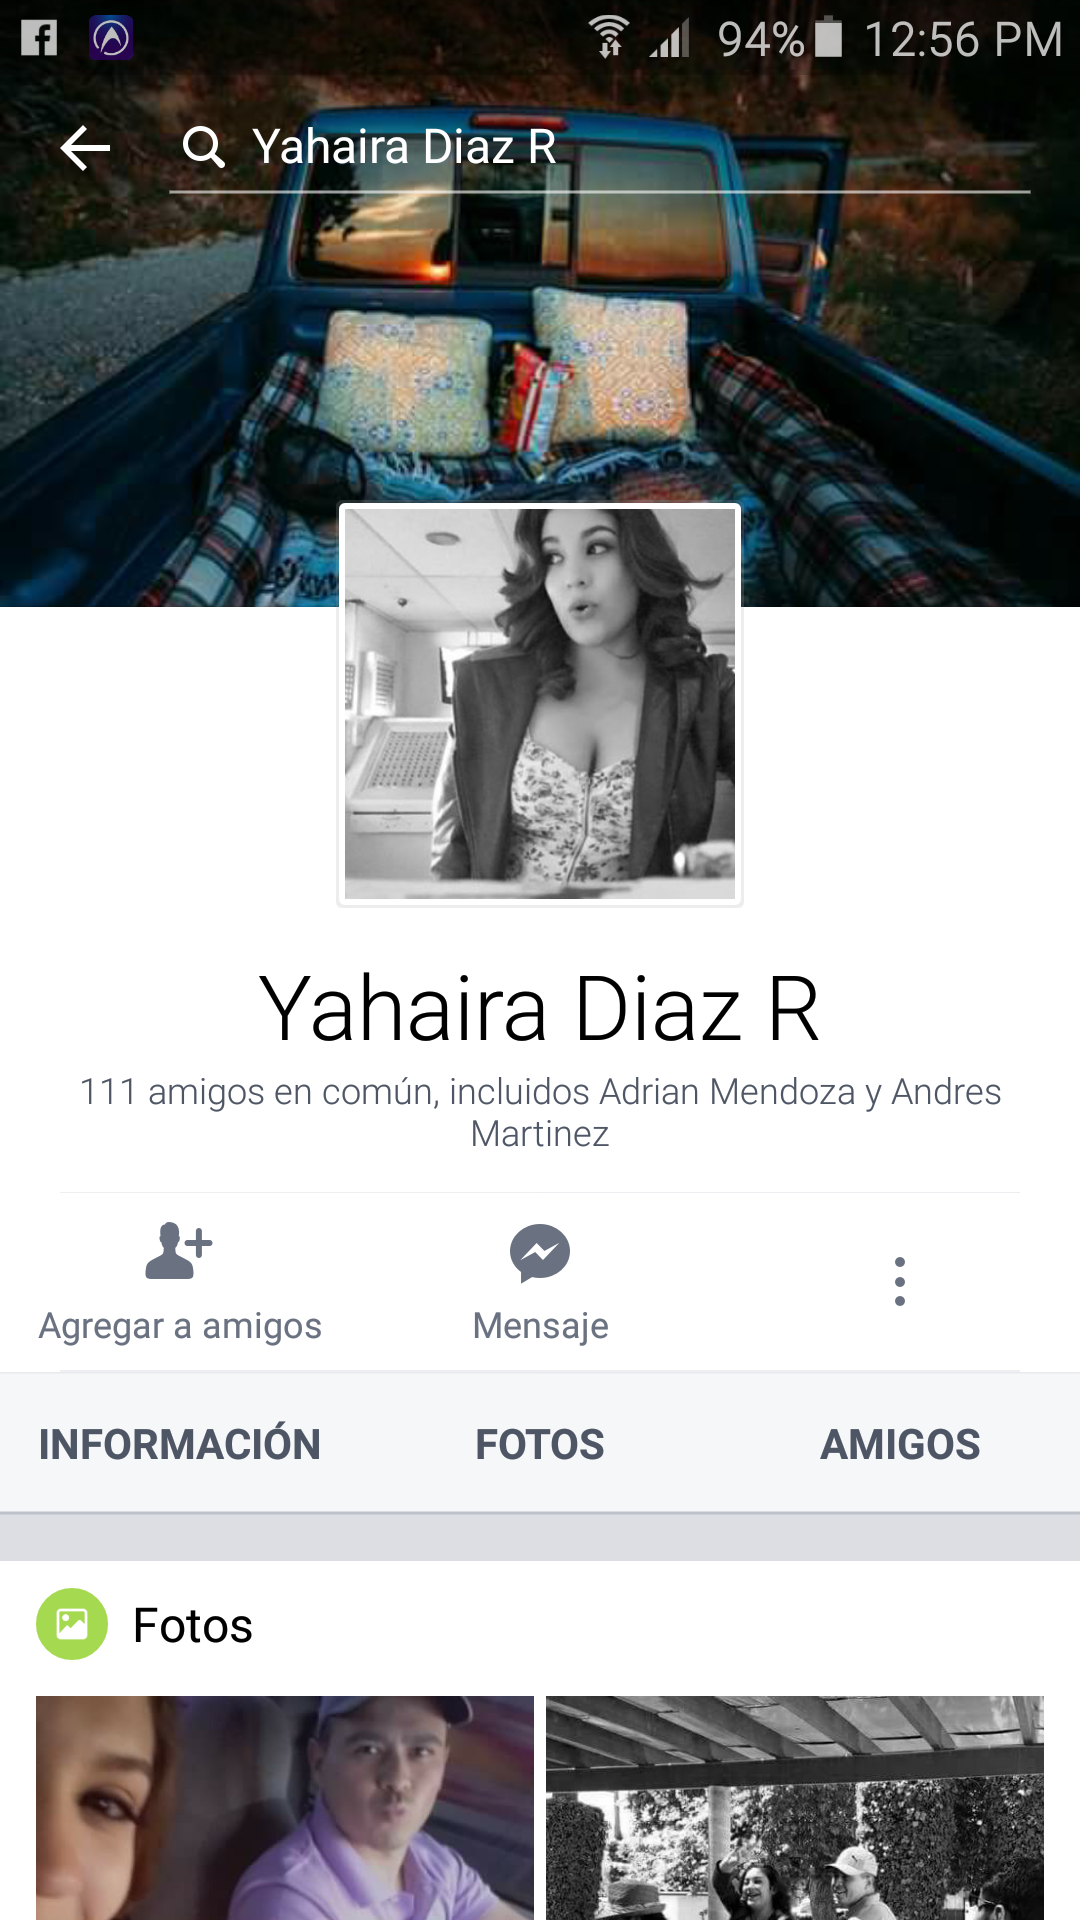 94% 12:56 PM
Yahaira Diaz R
Yahaira Diaz R
111 amigos en común, incluidos Adrian Mendoza y Andres
Martinez
Agregar a amigos
Mensaje
INFORMACIÓN
FOTOS
AMIGOS
Fotos